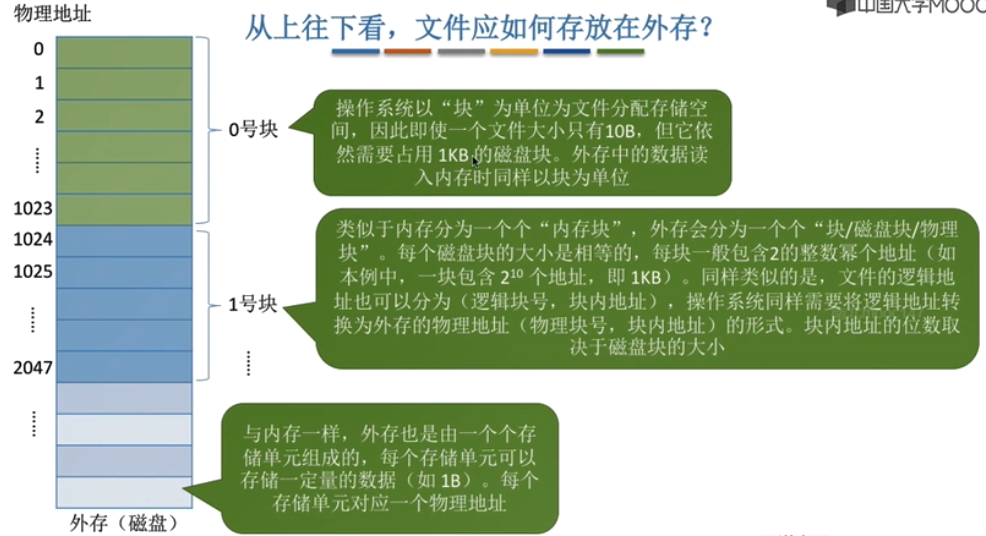 物理地址
中国大学MOOC
从上往下看，文件应如何存放在外存？
0
1
2
……
1023
1024
1025
……
2047
……
外存（磁盘）
0号块
1号块
……
操作系统以“块”为单位为文件分配存储空
间，因此即使一个文件大小只有10B，但它依
然需要占用 1KB 的磁盘块。外存中的数据读
入内存时同样以块为单位
类似于内存分为一个个“内存块”，外存会分为一个个“块/磁盘块/物理
块”。每个磁盘块的大小是相等的，每块一般包含2的整数幂个地址（如
本例中，一块包含 2¹⁰ 个地址，即 1KB）。同样类似的是，文件的逻辑地
址也可以分为（逻辑块号，块内地址），操作系统同样需要将逻辑地址转
换为外存的物理地址（物理块号，块内地址）的形式。块内地址的位数取
决于磁盘块的大小
与内存一样，外存也是由一个个存
储单元组成的，每个存储单元可以
存储一定量的数据（如 1B）。每个
存储单元对应一个物理地址